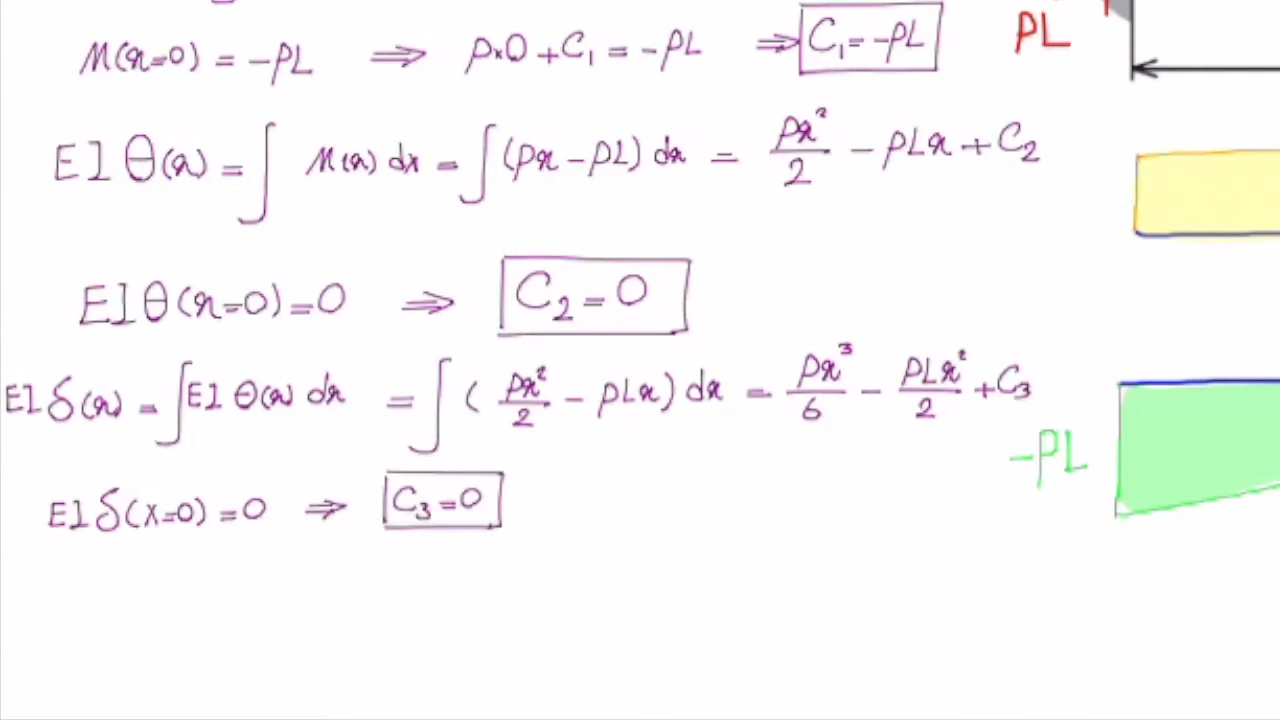 M(x=0) = -PL ⟹ P×0 + C₁ = -PL ⟹ C₁ = -PL
PL
EI θ(x) = ∫ M(x) dx = ∫ (Px - PL) dx = Px²/2 - PLx + C₂
EI θ(x=0) = 0 ⟹ C₂ = 0
EI δ(x) = ∫ EI θ(x) dx = ∫ (Px²/2 - PLx) dx = Px³/6 - PLx²/2 + C₃
-PL
EI δ(x=0) = 0 ⟹ C₃ = 0